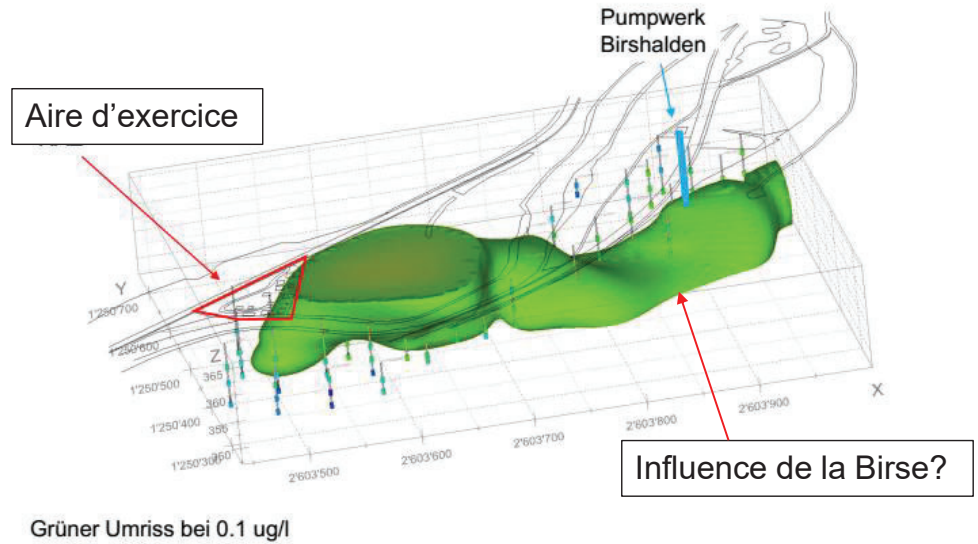 Pumpwerk
Birshalden
Aire d'exercice
Y
1'250'700
1'250'600
1'250'500
1'250'400
1'250'300
Z
365
360
355
350
2'603'500
2'603'600
2'603'700
2'603'800
2'603'900
X
Influence de la Birse?
Grüner Umriss bei 0.1 ug/l